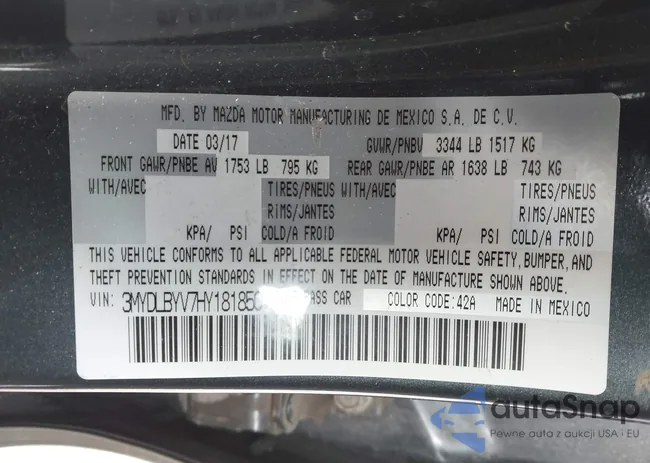 MFD. BY MAZDA MOTOR MANUFACTURING DE MEXICO S.A. DE C.V.
DATE 03/17 GVWR/PNBV 3344 LB 1517 KG
FRONT GAWR/PNBE AV 1753 LB 795 KG REAR GAWR/PNBE AR 1638 LB 743 KG
WITH/AVEC TIRES/PNEUS WITH/AVEC TIRES/PNEUS
RIMS/JANTES RIMS/JANTES
KPA/ PSI COLD/A FROID KPA/ PSI COLD/A FROID
THIS VEHICLE CONFORMS TO ALL APPLICABLE FEDERAL MOTOR VEHICLE SAFETY, BUMPER, AND
THEFT PREVENTION STANDARDS IN EFFECT ON THE DATE OF MANUFACTURE SHOWN ABOVE.
VIN: CAR COLOR CODE:42A MADE IN MEXICO
autoSnap
Pewne auta z aukcji USA i EU